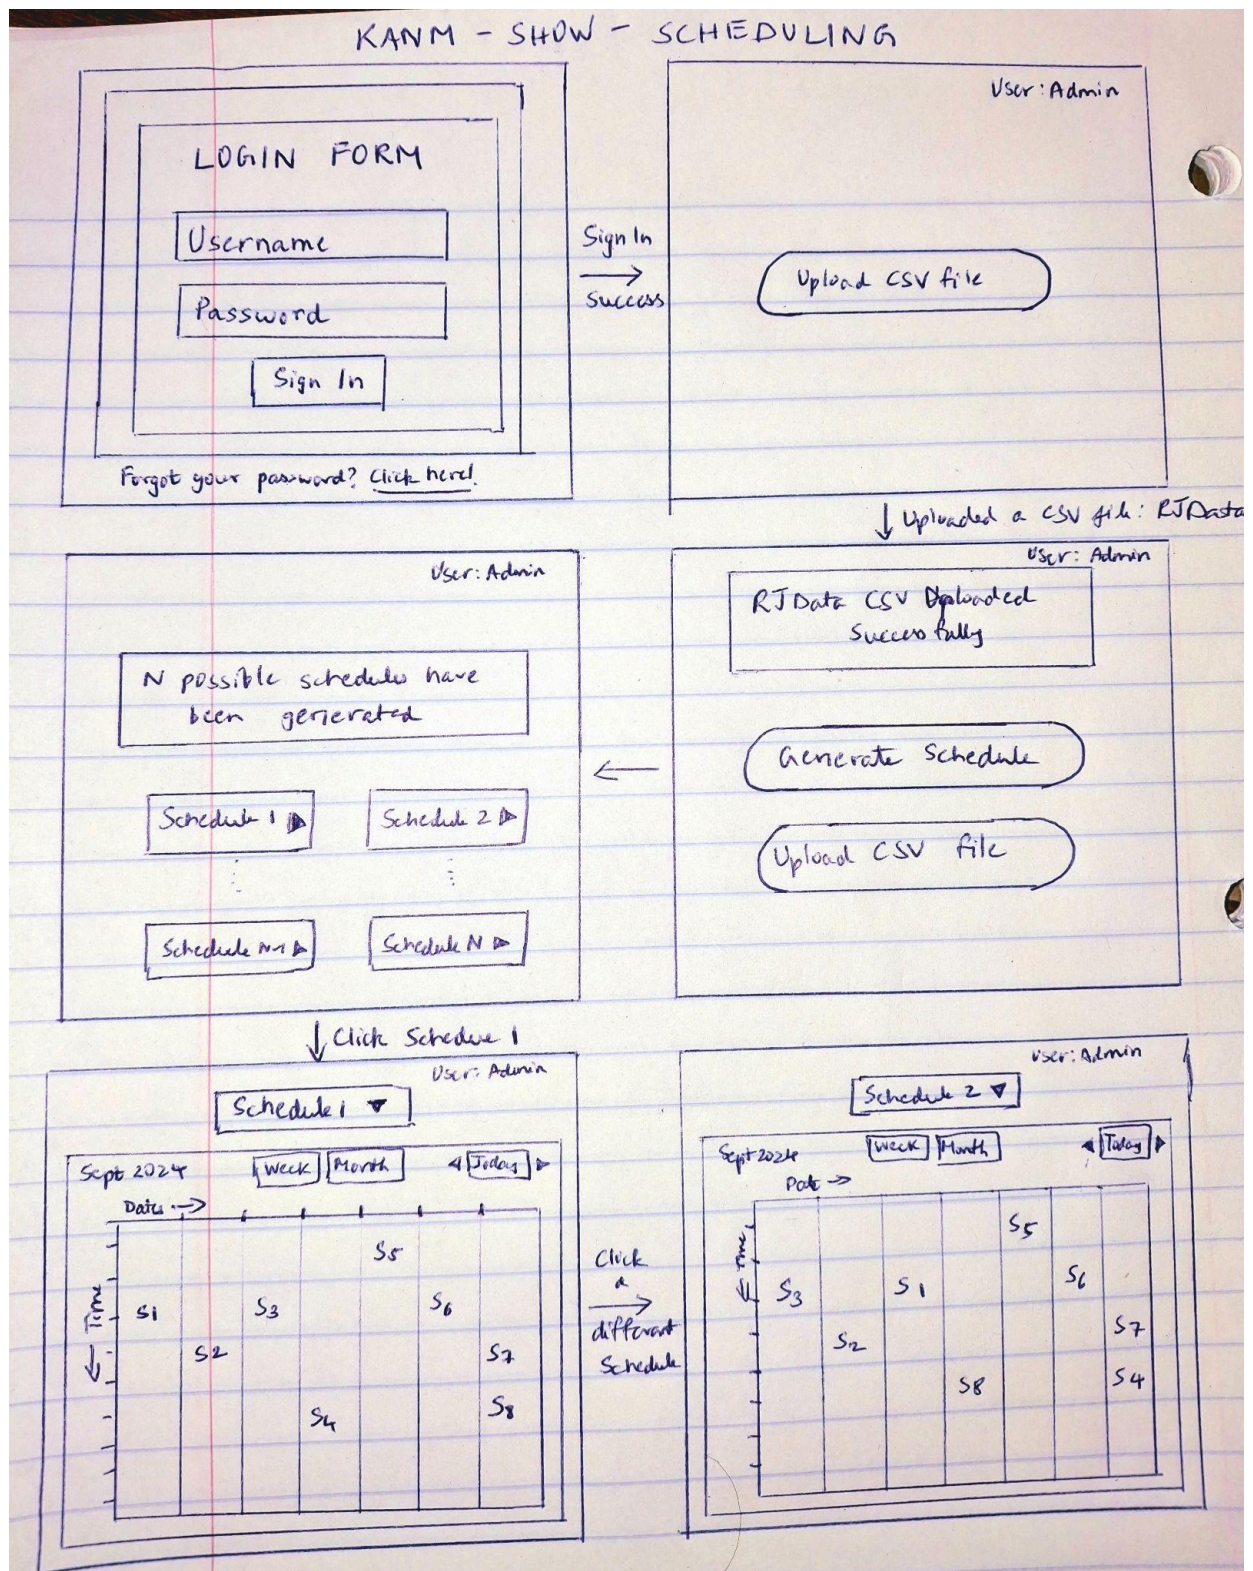 KANM - SHOW - SCHEDULING
LOGIN FORM
Username
Password
Sign In
Forgot your password? Click here!
Sign In
Success
User: Admin
Upload CSV file
Uploaded a CSV file: RJData
User: Admin
RJData CSV Uploaded
Successfully
Generate Schedule
Upload CSV file
User: Admin
N possible schedules have
been generated
Schedule 1
Schedule 2
Schedule N-1
Schedule N
Click Schedule 1
User: Admin
Schedule 1
Sept 2024
Week
Month
Today
Dates
Time
S5
S1
S3
S6
S2
S7
S4
S8
Click
a
different
Schedule
User: Admin
Schedule 2
Sept 2024
Week
Month
Today
Date
Time
S5
S3
S1
S6
S2
S7
S8
S4